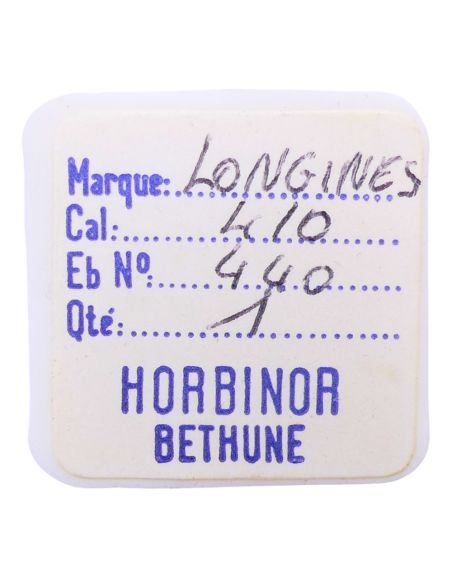 Marque: LONGINES
Cal: 410
Eb Nº: 440
Qté: 1
HORBINOR
BETHUNE